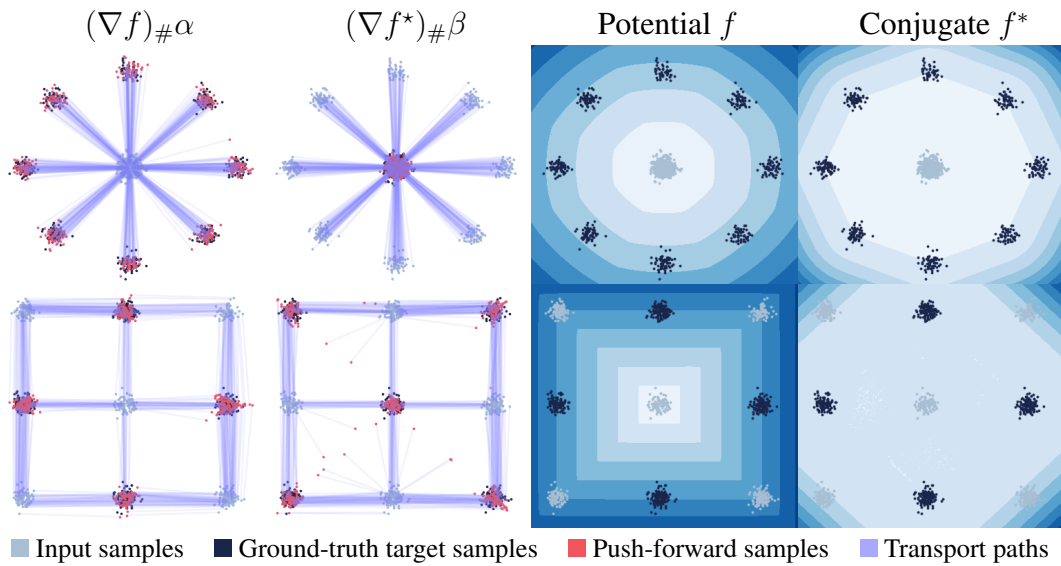 (∇f)#α (∇f⋆)#β Potential f Conjugate f*
Input samples Ground-truth target samples Push-forward samples Transport paths